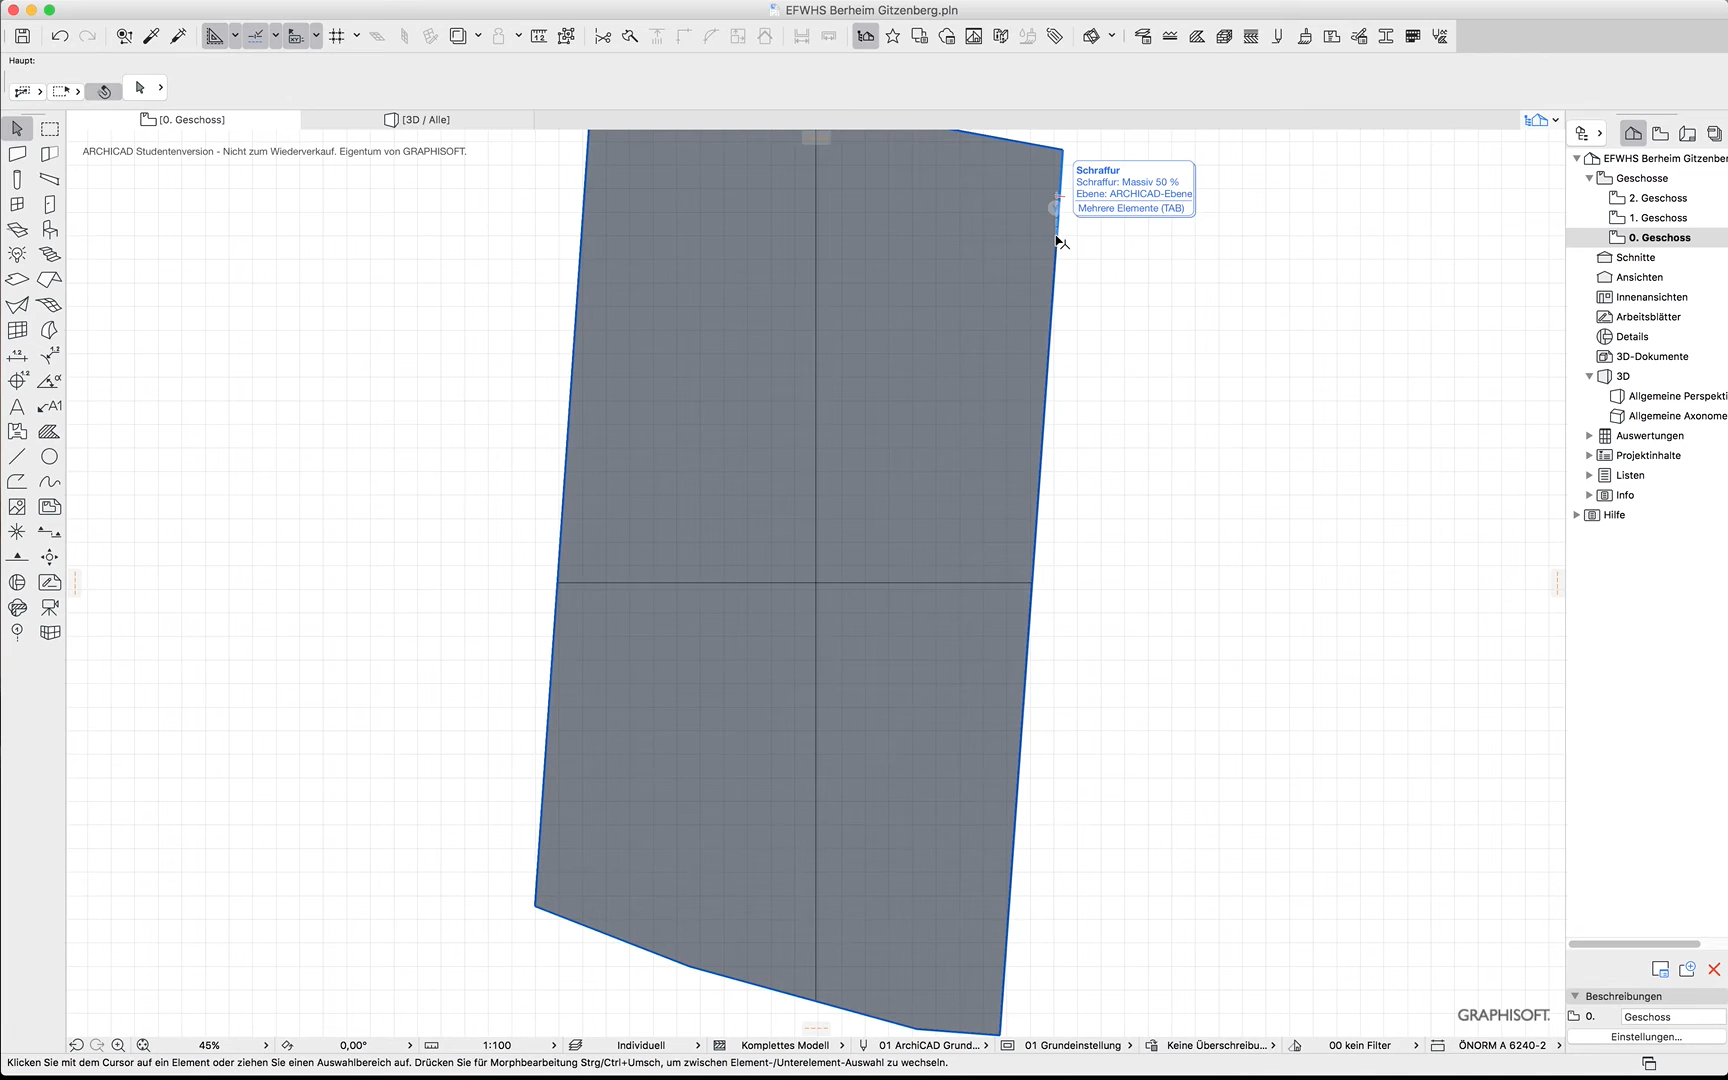 EFWHS Berheim Gitzenberg.pln
Haupt:
[0. Geschoss]
[3D / Alle]
ARCHICAD Studentenversion - Nicht zum Wiederverkauf. Eigentum von GRAPHISOFT.
Schraffur
Schraffur: Massiv 50 %
Ebene: ARCHICAD-Ebene
Mehrere Elemente (TAB)
EFWHS Berheim Gitzenber
Geschosse
2. Geschoss
1. Geschoss
0. Geschoss
Schnitte
Ansichten
Innenansichten
Arbeitsblätter
Details
3D-Dokumente
3D
Allgemeine Perspekti
Allgemeine Axonome
Auswertungen
Projektinhalte
Listen
Info
Hilfe
Beschreibungen
0. Geschoss
Einstellungen...
GRAPHISOFT.
45% 0,00° 1:100 Individuell Komplettes Modell 01 ArchiCAD Grund... 01 Grundeinstellung Keine Überschreibu... 00 kein Filter ÖNORM A 6240-2
Klicken Sie mit dem Cursor auf ein Element oder ziehen Sie einen Auswahlbereich auf. Drücken Sie für Morphbearbeitung Strg/Ctrl+Umsch, um zwischen Element-/Unterelement-Auswahl zu wechseln.